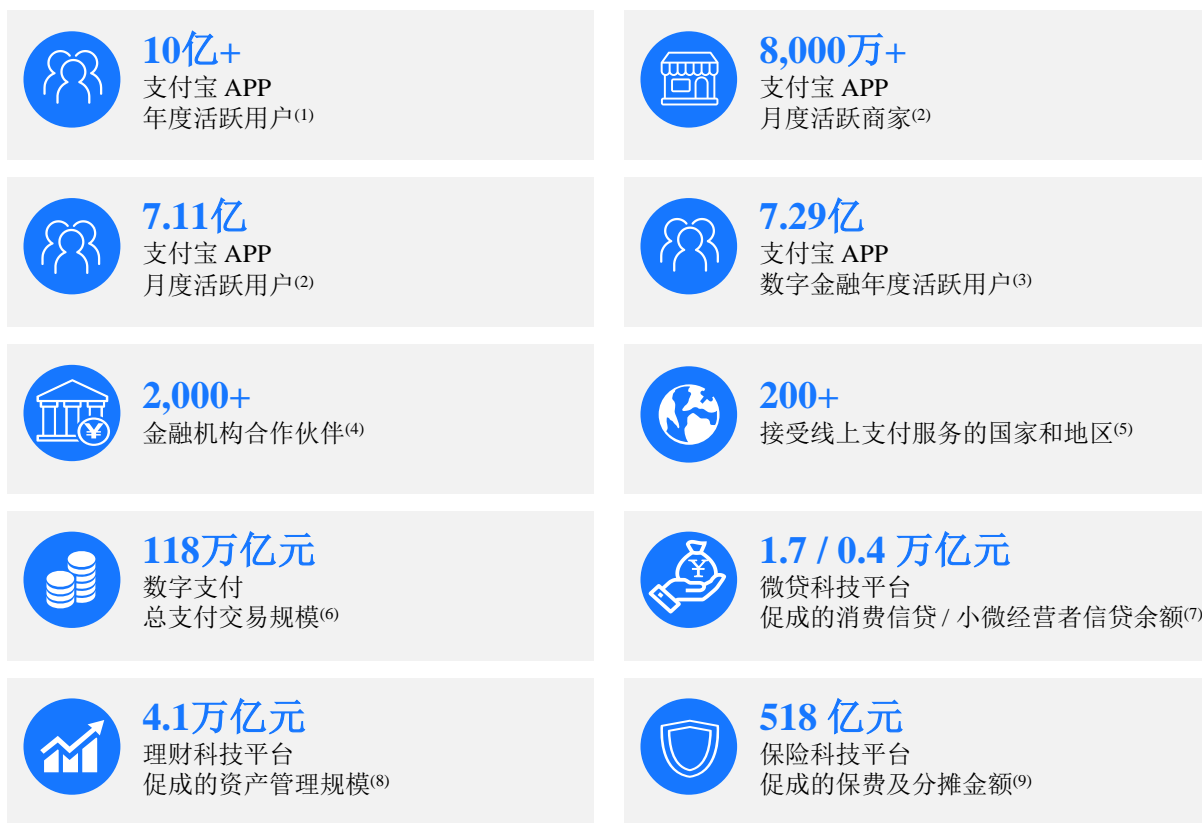 10亿+
支付宝 APP
年度活跃用户(1)
8,000万+
支付宝 APP
月度活跃商家(2)
7.11亿
支付宝 APP
月度活跃用户(2)
7.29亿
支付宝 APP
数字金融年度活跃用户(3)
2,000+
金融机构合作伙伴(4)
200+
接受线上支付服务的国家和地区(5)
118万亿元
数字支付
总支付交易规模(6)
1.7 / 0.4 万亿元
微贷科技平台
促成的消费信贷 / 小微经营者信贷余额(7)
4.1万亿元
理财科技平台
促成的资产管理规模(8)
518 亿元
保险科技平台
促成的保费及分摊金额(9)